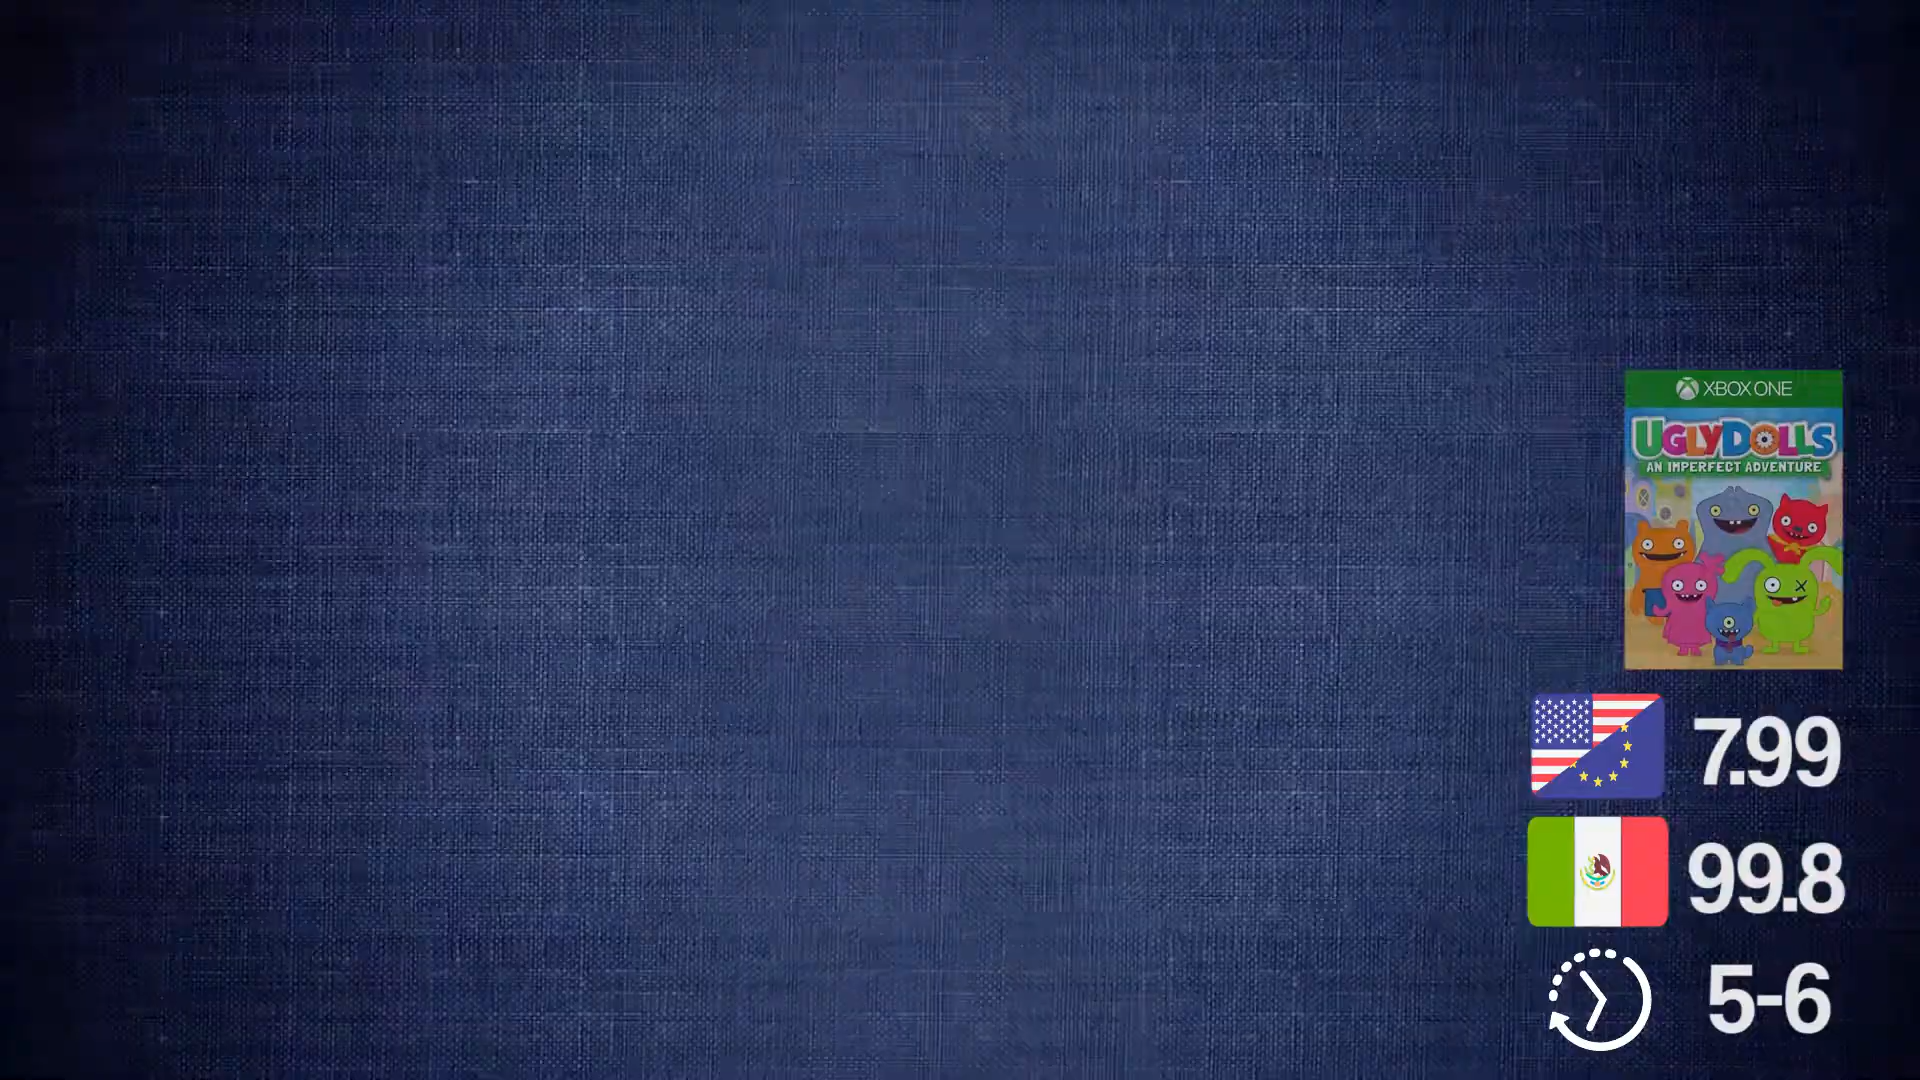 XBOX ONE
UGLYDOLLS
AN IMPERFECT ADVENTURE
7.99
99.8
5-6